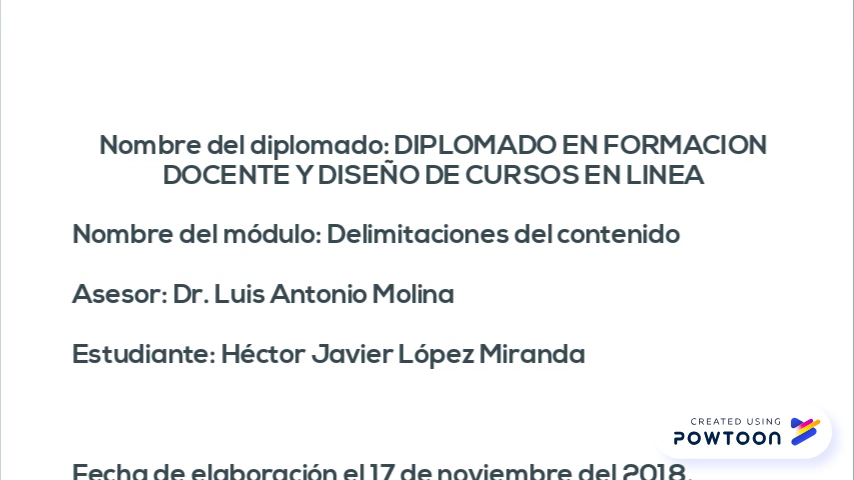 Nombre del diplomado: DIPLOMADO EN FORMACION
DOCENTE Y DISEÑO DE CURSOS EN LINEA
Nombre del módulo: Delimitaciones del contenido
Asesor: Dr. Luis Antonio Molina
Estudiante: Héctor Javier López Miranda
CREATED USING
POWTOON
Fecha de elaboración el 17 de noviembre del 2018.